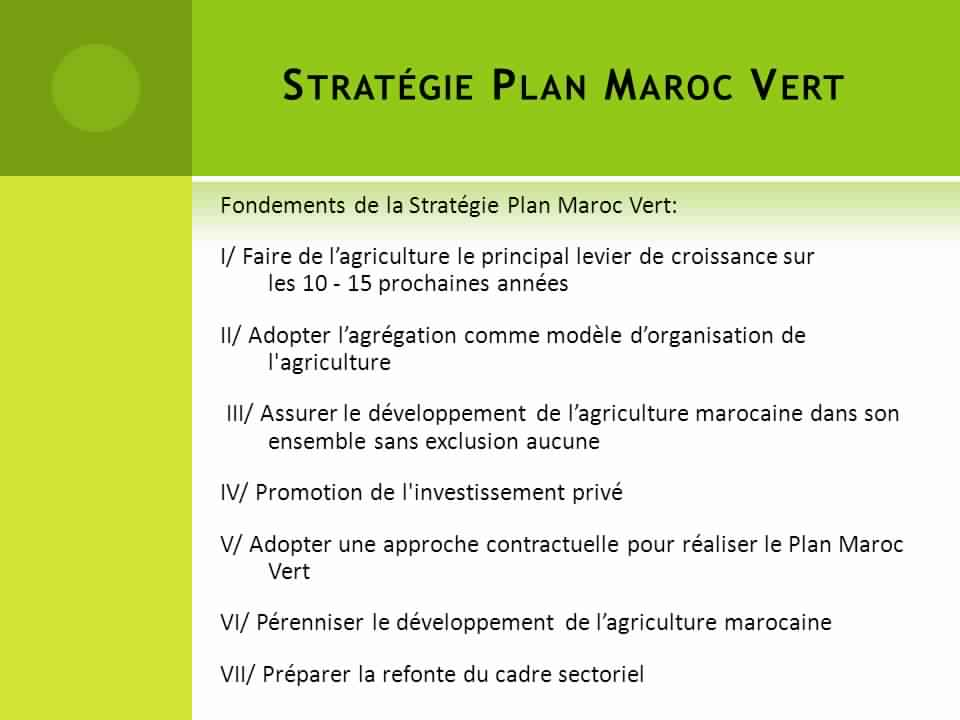 STRATÉGIE PLAN MAROC VERT
Fondements de la Stratégie Plan Maroc Vert:
I/ Faire de l’agriculture le principal levier de croissance sur
les 10 - 15 prochaines années
II/ Adopter l’agrégation comme modèle d’organisation de
l'agriculture
III/ Assurer le développement de l’agriculture marocaine dans son
ensemble sans exclusion aucune
IV/ Promotion de l'investissement privé
V/ Adopter une approche contractuelle pour réaliser le Plan Maroc
Vert
VI/ Pérenniser le développement de l’agriculture marocaine
VII/ Préparer la refonte du cadre sectoriel